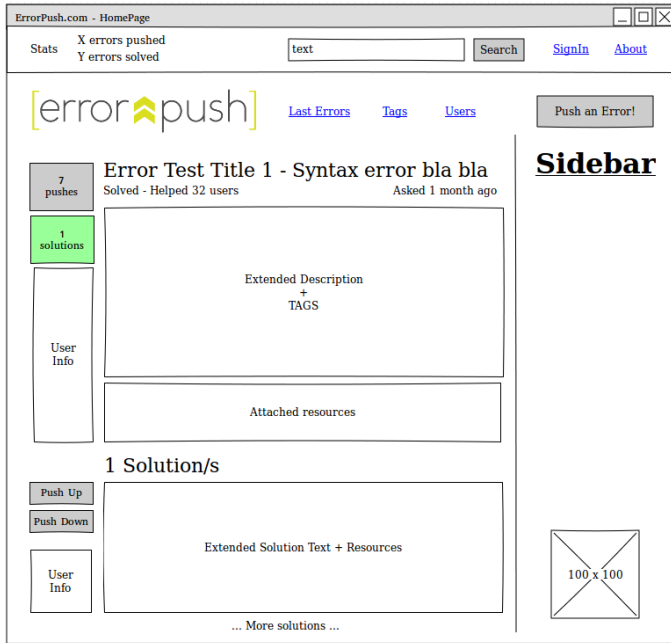 ErrorPush.com - HomePage
Stats
X errors pushed
Y errors solved
text
Search
SignIn
About
[error push]
Last Errors
Tags
Users
Push an Error!
7
pushes
Error Test Title 1 - Syntax error bla bla
Solved - Helped 32 users
Asked 1 month ago
Sidebar
1
solutions
Extended Description
+
TAGS
User
Info
Attached resources
1 Solution/s
Push Up
Push Down
Extended Solution Text + Resources
User
Info
100 x 100
... More solutions ...